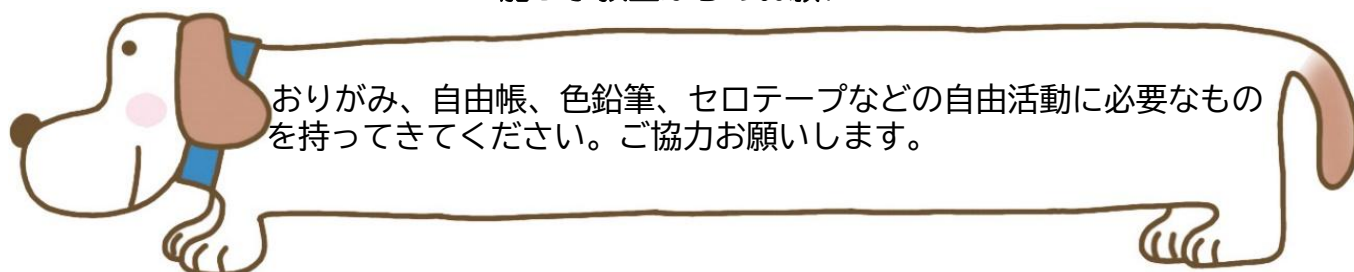 おりがみ、自由帳、色鉛筆、セロテープなどの自由活動に必要なもの
を持ってきてください。ご協力お願いします。